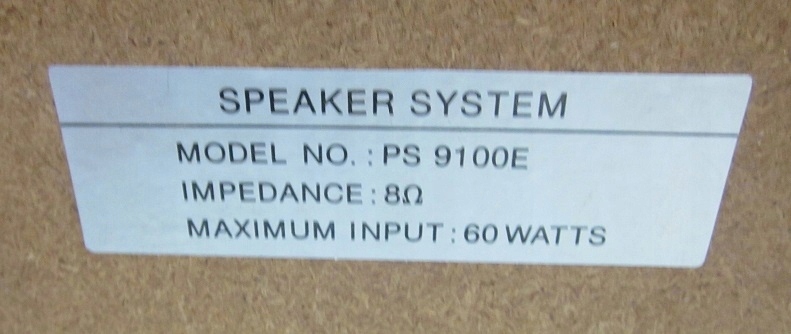 SPEAKER SYSTEM
MODEL NO. : PS 9100E
IMPEDANCE : 8Ω
MAXIMUM INPUT : 60 WATTS